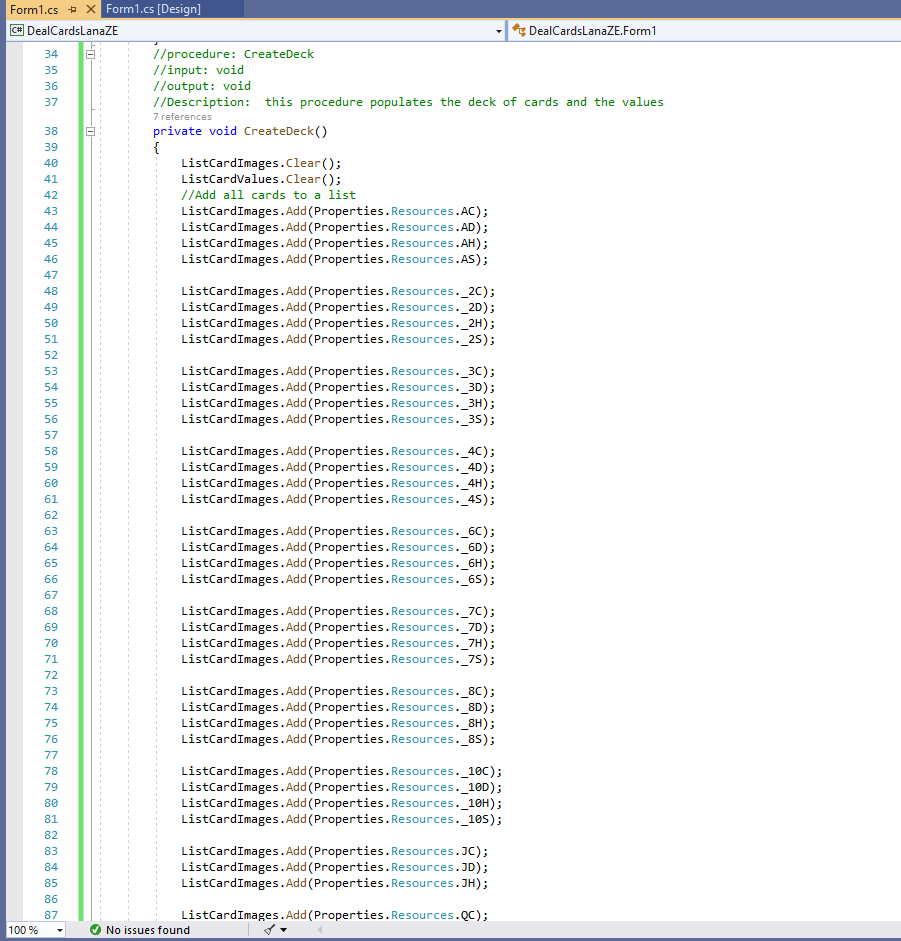 Form1.cs Form1.cs [Design]
C# DealCardsLanaZE DealCardsLanaZE.Form1
34 //procedure: CreateDeck
35 //input: void
36 //output: void
37 //Description:  this procedure populates the deck of cards and the values
7 references
38 private void CreateDeck()
39 {
40 ListCardImages.Clear();
41 ListCardValues.Clear();
42 //Add all cards to a list
43 ListCardImages.Add(Properties.Resources.AC);
44 ListCardImages.Add(Properties.Resources.AD);
45 ListCardImages.Add(Properties.Resources.AH);
46 ListCardImages.Add(Properties.Resources.AS);
47
48 ListCardImages.Add(Properties.Resources._2C);
49 ListCardImages.Add(Properties.Resources._2D);
50 ListCardImages.Add(Properties.Resources._2H);
51 ListCardImages.Add(Properties.Resources._2S);
52
53 ListCardImages.Add(Properties.Resources._3C);
54 ListCardImages.Add(Properties.Resources._3D);
55 ListCardImages.Add(Properties.Resources._3H);
56 ListCardImages.Add(Properties.Resources._3S);
57
58 ListCardImages.Add(Properties.Resources._4C);
59 ListCardImages.Add(Properties.Resources._4D);
60 ListCardImages.Add(Properties.Resources._4H);
61 ListCardImages.Add(Properties.Resources._4S);
62
63 ListCardImages.Add(Properties.Resources._6C);
64 ListCardImages.Add(Properties.Resources._6D);
65 ListCardImages.Add(Properties.Resources._6H);
66 ListCardImages.Add(Properties.Resources._6S);
67
68 ListCardImages.Add(Properties.Resources._7C);
69 ListCardImages.Add(Properties.Resources._7D);
70 ListCardImages.Add(Properties.Resources._7H);
71 ListCardImages.Add(Properties.Resources._7S);
72
73 ListCardImages.Add(Properties.Resources._8C);
74 ListCardImages.Add(Properties.Resources._8D);
75 ListCardImages.Add(Properties.Resources._8H);
76 ListCardImages.Add(Properties.Resources._8S);
77
78 ListCardImages.Add(Properties.Resources._10C);
79 ListCardImages.Add(Properties.Resources._10D);
80 ListCardImages.Add(Properties.Resources._10H);
81 ListCardImages.Add(Properties.Resources._10S);
82
83 ListCardImages.Add(Properties.Resources.JC);
84 ListCardImages.Add(Properties.Resources.JD);
85 ListCardImages.Add(Properties.Resources.JH);
86
87 ListCardImages.Add(Properties.Resources.QC);
100 % No issues found